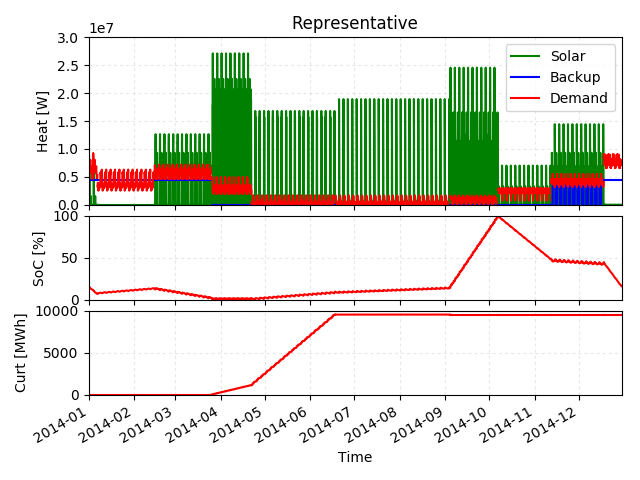 Representative
1e7
3.0
2.5
2.0
1.5
1.0
0.5
0.0
Heat [W]
Solar
Backup
Demand
100
50
0
SoC [%]
10000
5000
0
Curt [MWh]
2014-01
2014-02
2014-03
2014-04
2014-05
2014-06
2014-07
2014-08
2014-09
2014-10
2014-11
2014-12
Time